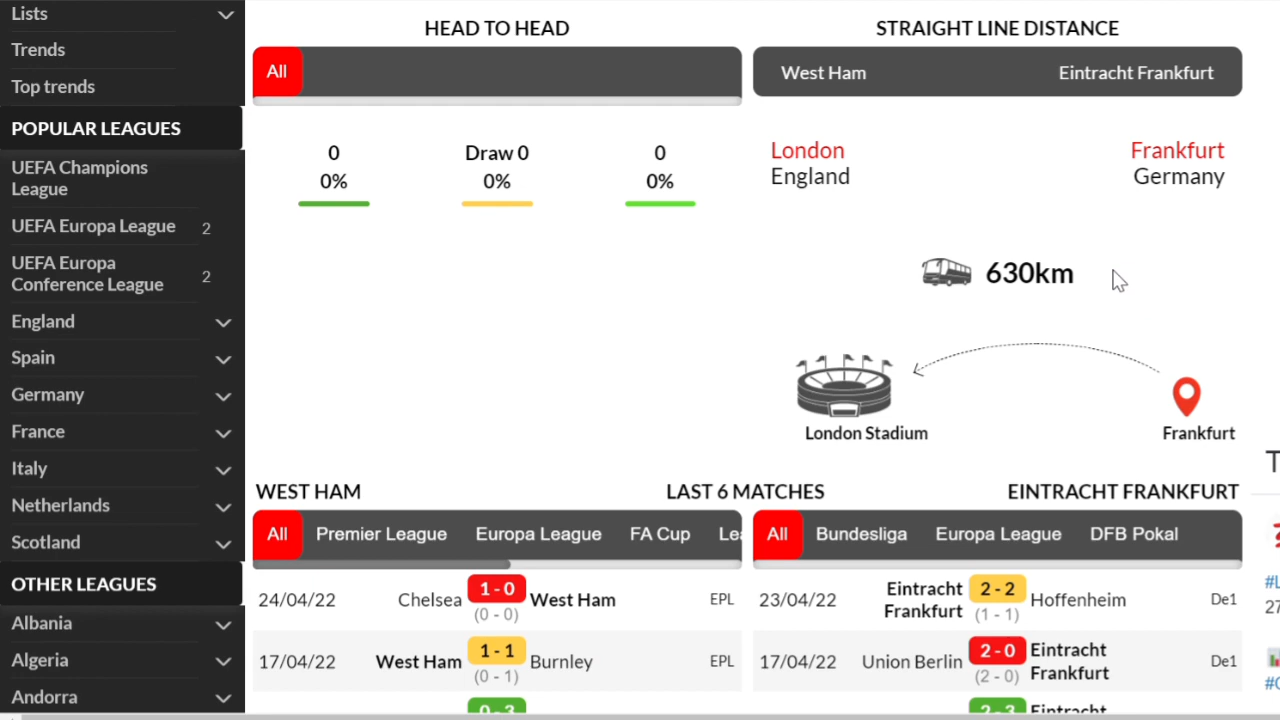 Lists
Trends
Top trends
POPULAR LEAGUES
UEFA Champions
League
UEFA Europa League 2
UEFA Europa
Conference League 2
England
Spain
Germany
France
Italy
Netherlands
Scotland
OTHER LEAGUES
Albania
Algeria
Andorra
HEAD TO HEAD
All
0 Draw 0 0
0% 0% 0%
STRAIGHT LINE DISTANCE
West Ham Eintracht Frankfurt
London Frankfurt
England Germany
630km
London Stadium Frankfurt
WEST HAM LAST 6 MATCHES EINTRACHT FRANKFURT
All Premier League Europa League FA Cup
24/04/22 Chelsea 1 - 0 West Ham EPL
(0 - 0)
17/04/22 West Ham 1 - 1 Burnley EPL
(0 - 1)
0 - 3
All Bundesliga Europa League DFB Pokal
23/04/22 Eintracht Frankfurt 2 - 2 Hoffenheim De1
(1 - 1)
17/04/22 Union Berlin 2 - 0 Eintracht Frankfurt De1
(2 - 0)
2 - 3 Eintracht